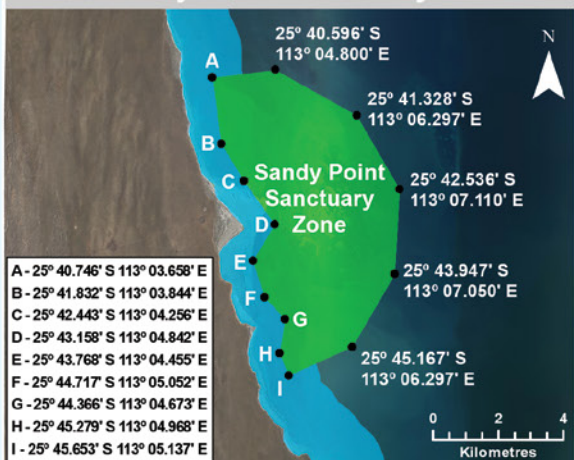 25º 40.596' S
113º 04.800' E
N
A
25º 41.328' S
113º 06.297' E
B
C
Sandy Point
Sanctuary
Zone
25º 42.536' S
113º 07.110' E
D
E
25º 43.947' S
113º 07.050' E
F
G
H
I
25º 45.167' S
113º 06.297' E
A - 25º 40.746' S 113º 03.658' E
B - 25º 41.832' S 113º 03.844' E
C - 25º 42.443' S 113º 04.256' E
D - 25º 43.158' S 113º 04.842' E
E - 25º 43.768' S 113º 04.455' E
F - 25º 44.717' S 113º 05.052' E
G - 25º 44.366' S 113º 04.673' E
H - 25º 45.279' S 113º 04.968' E
I - 25º 45.653' S 113º 05.137' E
0 4
Kilometres